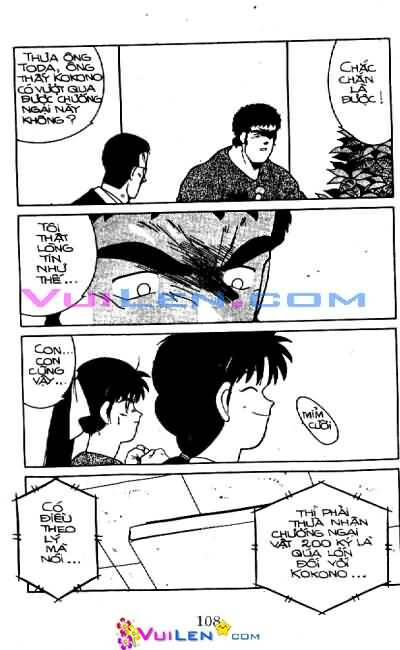 THƯA ÔNG
TODA, ÔNG
THẤY KOKONO
CÓ VƯỢT QUA
ĐƯỢC CHƯỚNG
NGẠI NÀY
KHÔNG?
CHẮC
CHẮN
LÀ
ĐƯỢC!
TÔI
THẬT
LÒNG
TIN
NHƯ
THẾ...
VUILEN.COM
CON...
CON
CŨNG
VẬY...
MỈM
CƯỜI
CÓ
ĐIỀU
THEO
LÝ
MÀ
NÓI...
THÌ PHẢI
THỪA NHẬN
CHƯỚNG NGẠI
VẬT 200 KÝ LÀ
QUÁ LỚN
ĐỐI VỚI
KOKONO...
108
VUILEN.COM